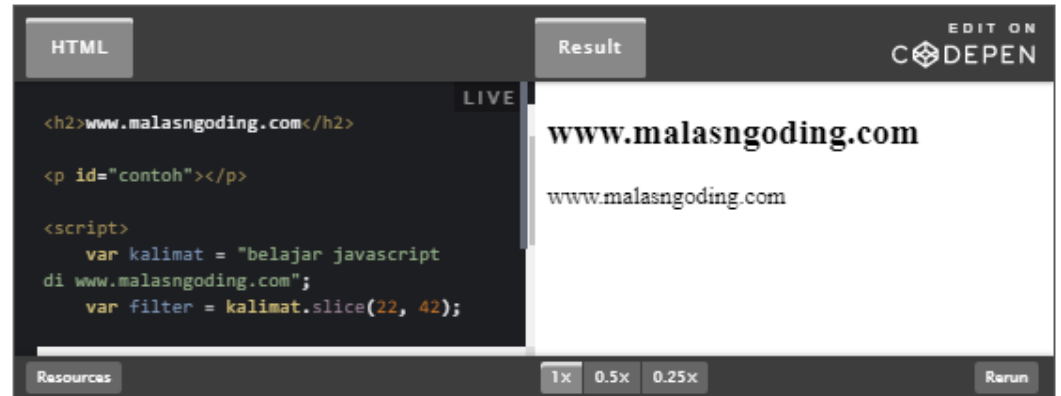 HTML
Result
EDIT ON
CODEPEN
LIVE
<h2>www.malasngoding.com</h2>
<p id="contoh"></p>
<script>
var kalimat = "belajar javascript
di www.malasngoding.com";
var filter = kalimat.slice(22, 42);
www.malasngoding.com
www.malasngoding.com
Resources
1x 0.5x 0.25x
Rerun